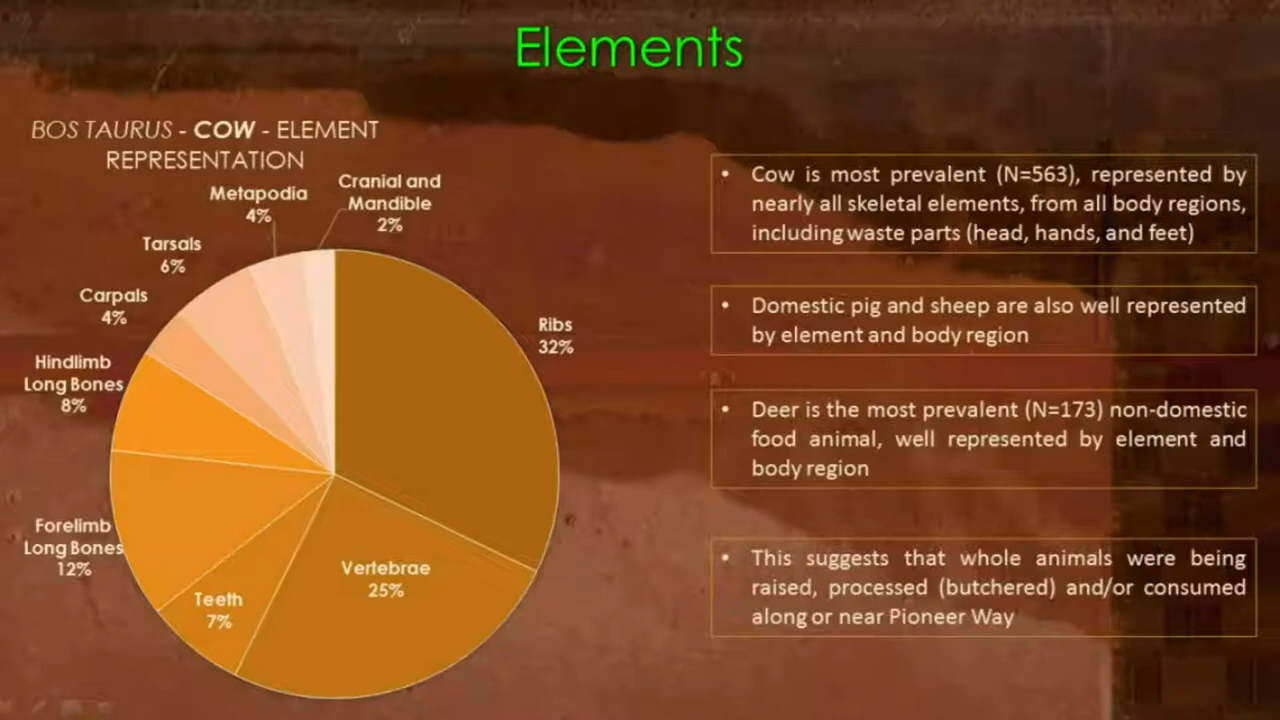 Elements
BOS TAURUS - COW - ELEMENT
REPRESENTATION
Cranial and
Mandible
2%
Metapodia
4%
Tarsals
6%
Carpals
4%
Hindlimb
Long Bones
8%
Forelimb
Long Bones
12%
Teeth
7%
Vertebrae
25%
Ribs
32%
• Cow is most prevalent (N=563), represented by
nearly all skeletal elements, from all body regions,
including waste parts (head, hands, and feet)
• Domestic pig and sheep are also well represented
by element and body region
• Deer is the most prevalent (N=173) non-domestic
food animal, well represented by element and
body region
• This suggests that whole animals were being
raised, processed (butchered) and/or consumed
along or near Pioneer Way